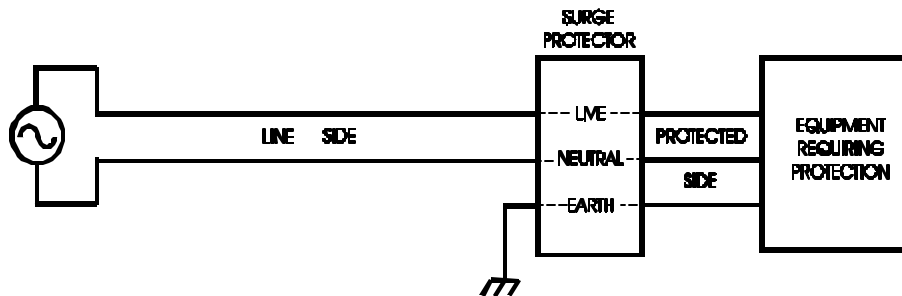 SURGE
PROTECTOR
LIVE
LINE SIDE
PROTECTED
EQUIPMENT
REQUIRING
PROTECTION
NEUTRAL
SIDE
EARTH